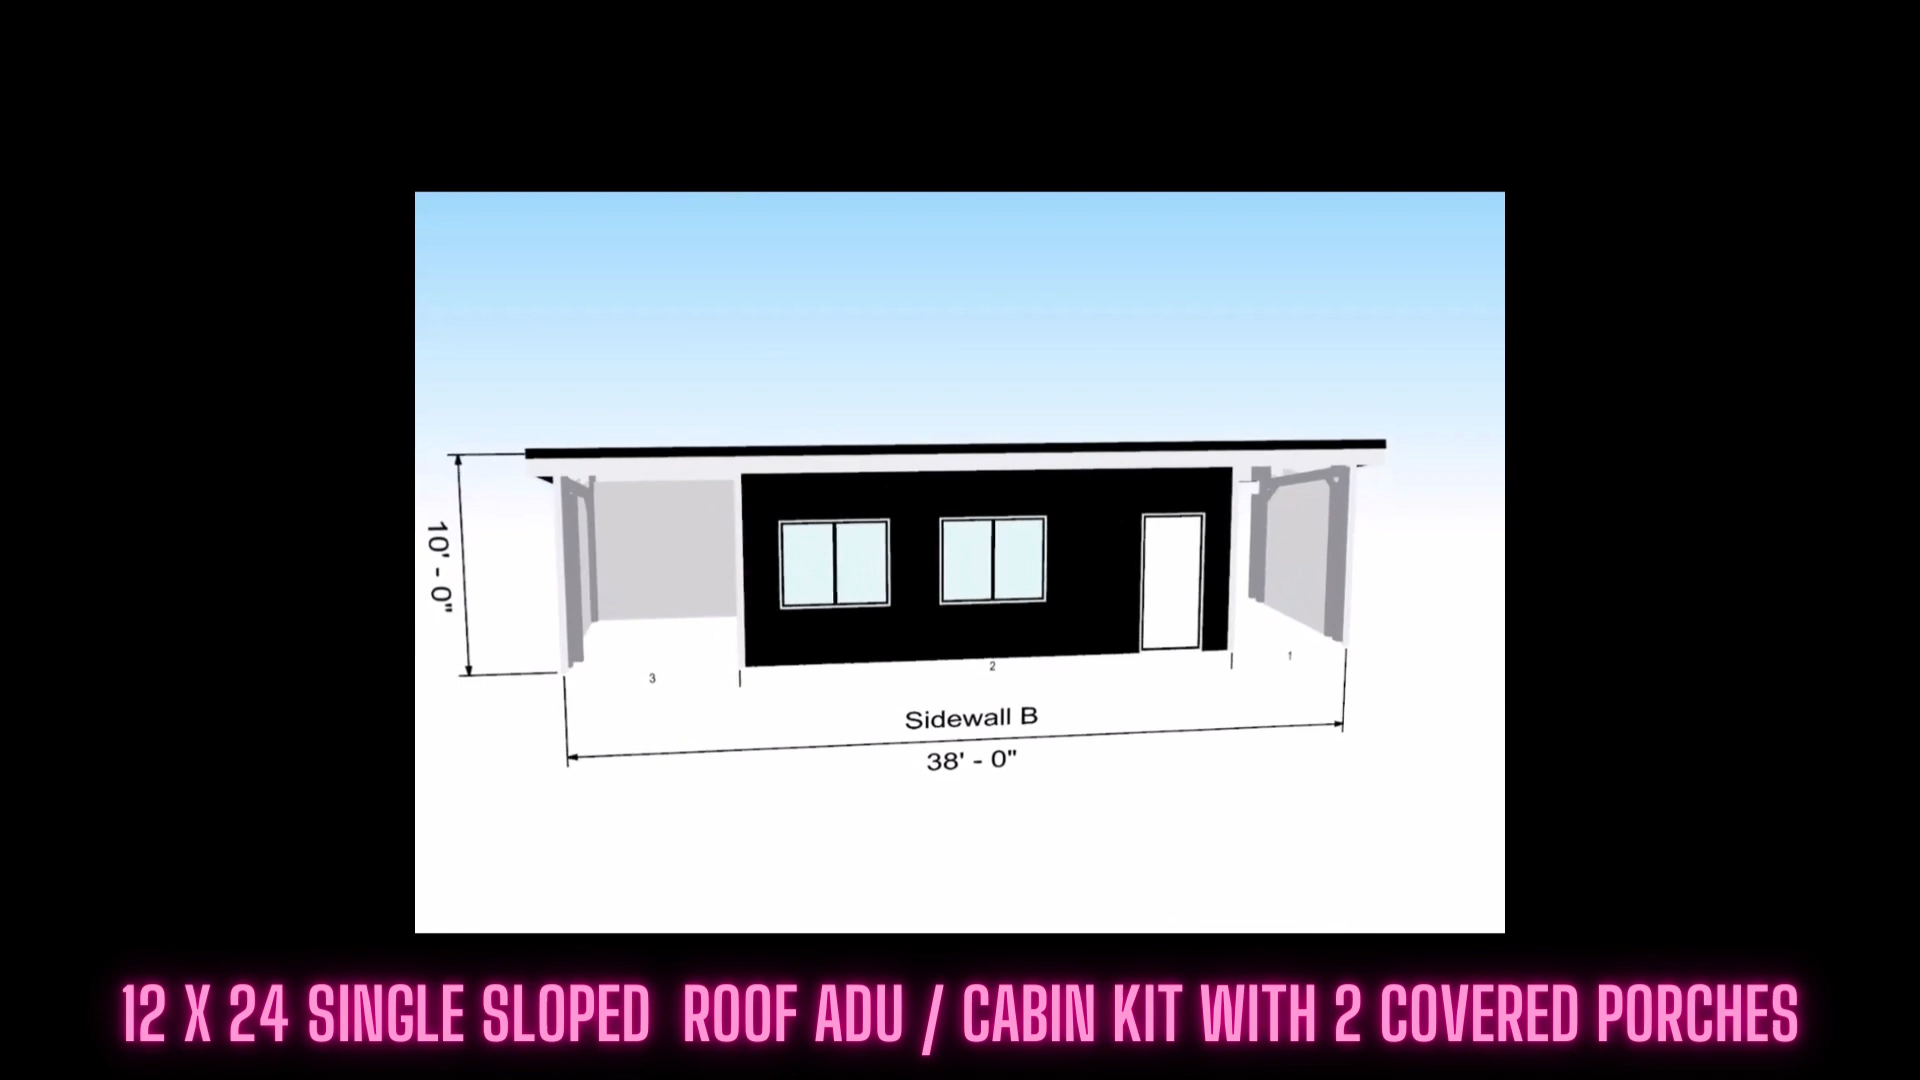 10' - 0"
3
2
1
Sidewall B
38' - 0"
12 X 24 SINGLE SLOPED ROOF ADU / CABIN KIT WITH 2 COVERED PORCHES